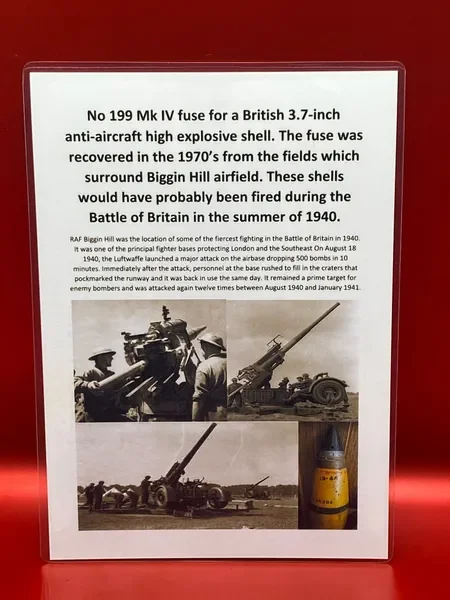 No 199 Mk IV fuse for a British 3.7-inch
anti-aircraft high explosive shell. The fuse was
recovered in the 1970's from the fields which
surround Biggin Hill airfield. These shells
would have probably been fired during the
Battle of Britain in the summer of 1940.
RAF Biggin Hill was the location of some of the fiercest fighting in the Battle of Britain in 1940.
It was one of the principal fighter bases protecting London and the Southeast On August 18
1940, the Luftwaffe launched a major attack on the airbase dropping 500 bombs in 10
minutes. Immediately after the attack, personnel at the base rushed to fill in the craters that
pockmarked the runway and it was back in use the same day. It remained a prime target for
enemy bombers and was attacked again twelve times between August 1940 and January 1941.